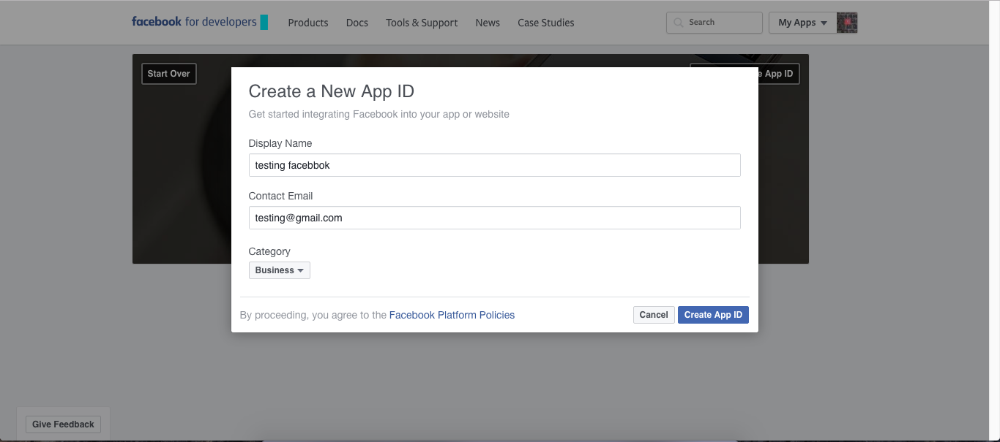 facebook for developers Products Docs Tools & Support News Case Studies Search My Apps
Start Over e App ID
Create a New App ID
Get started integrating Facebook into your app or website
Display Name
testing facebbok
Contact Email
testing@gmail.com
Category
Business
By proceeding, you agree to the Facebook Platform Policies Cancel Create App ID
Give Feedback